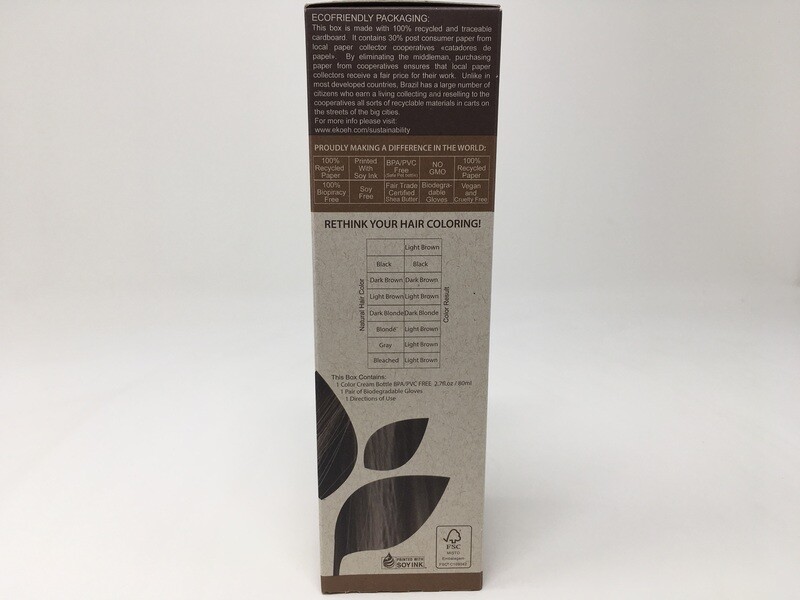 ECOFRIENDLY PACKAGING:
This box is made with 100% recycled and traceable
cardboard. It contains 30% post consumer paper from
local paper collector cooperatives «catadores de
papel». By eliminating the middleman, purchasing
paper from cooperatives ensures that local paper
collectors receive a fair price for their work. Unlike in
most developed countries, Brazil has a large number of
citizens who earn a living collecting and reselling to the
cooperatives all sorts of recyclable materials in carts on
the streets of the big cities.
For more info please visit:
www.ekoeh.com/sustainability
PROUDLY MAKING A DIFFERENCE IN THE WORLD:
100% Recycled Paper
Printed With Soy Ink
BPA/PVC Free
NO GMO
100% Recycled Paper
100% Biopiracy Free
Soy Free
Fair Trade Certified Shea Butter
Biodegra- dable Gloves
Vegan and Cruelty Free
RETHINK YOUR HAIR COLORING!
Light Brown
Black Black
Dark Brown Dark Brown
Light Brown Light Brown
Dark Blonde Dark Blonde
Blonde Light Brown
Gray Light Brown
Bleached Light Brown
Natural Hair Color
Color Result
This Box Contains:
1 Color Cream Bottle BPA/PVC FREE 2.7fl oz / 80ml
1 Pair of Biodegradable Gloves
1 Directions of Use
PRINTED WITH
SOY INK
FSC
MISTO
Embalagem